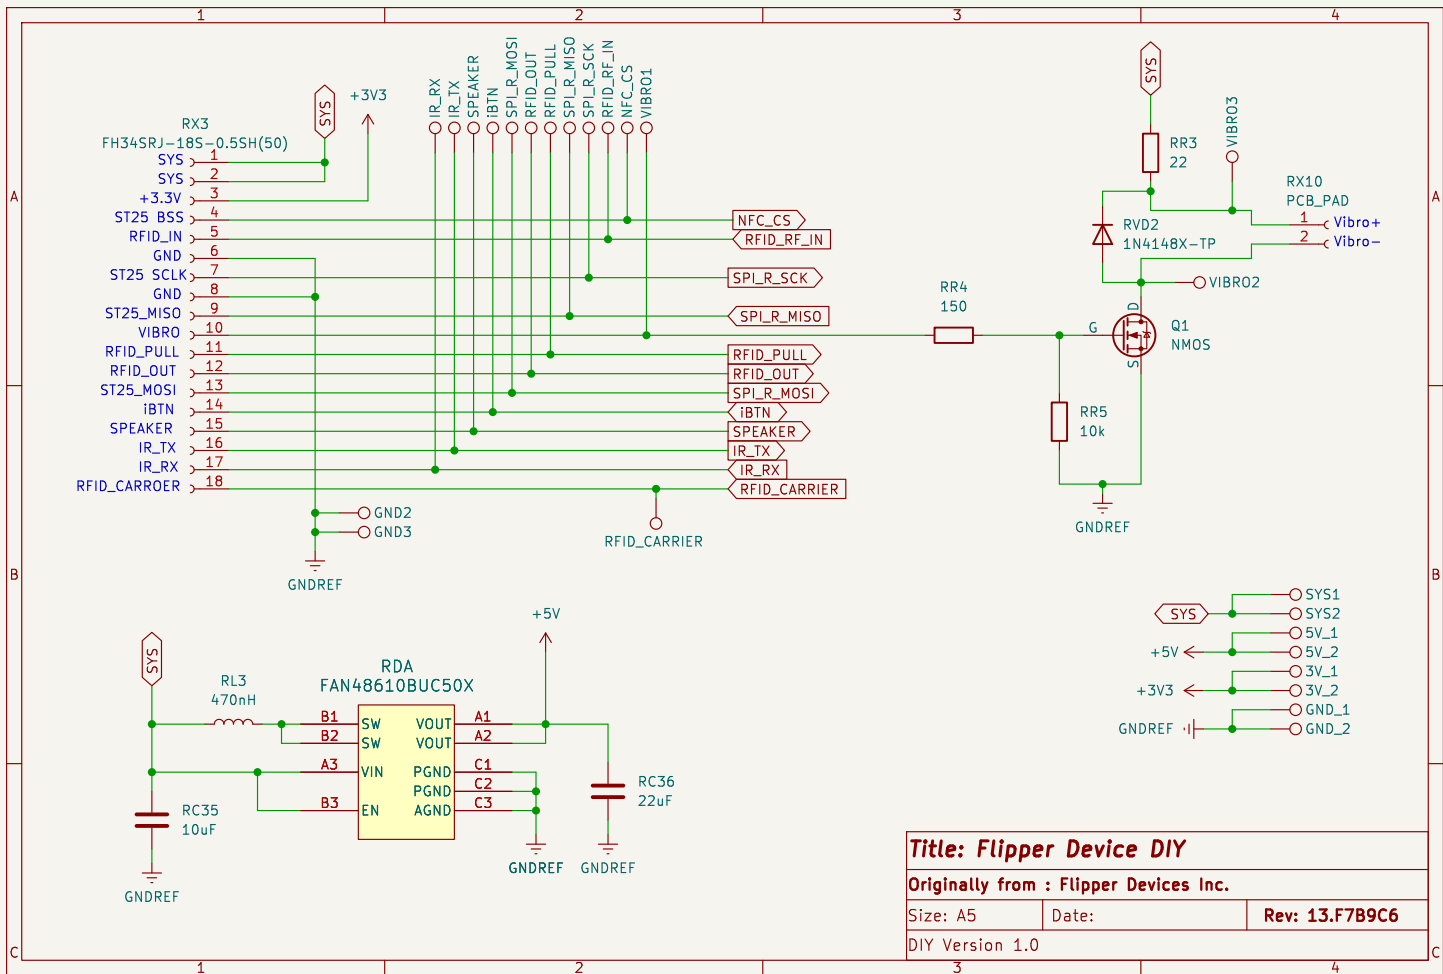 1 2 3 4
A A
B B
C C
1 2 3 4
RX3
FH34SRJ-18S-0.5SH(50)
SYS 1
SYS 2
+3.3V 3
ST25 BSS 4
RFID_IN 5
GND 6
ST25 SCLK 7
GND 8
ST25_MISO 9
VIBRO 10
RFID_PULL 11
RFID_OUT 12
ST25_MOSI 13
iBTN 14
SPEAKER 15
IR_TX 16
IR_RX 17
RFID_CARROER 18
SYS
+3V3
IR_RX
IR_TX
SPEAKER
iBTN
SPI_R_MOSI
RFID_OUT
RFID_PULL
SPI_R_MISO
SPI_R_SCK
RFID_RF_IN
NFC_CS
VIBRO1
NFC_CS
RFID_RF_IN
SPI_R_SCK
SPI_R_MISO
RFID_PULL
RFID_OUT
SPI_R_MOSI
iBTN
SPEAKER
IR_TX
IR_RX
RFID_CARRIER
RFID_CARRIER
GND2
GND3
GNDREF
SYS
RR3
22
VIBRO3
RX10
PCB_PAD
1 Vibro+
2 Vibro-
RVD2
1N4148X-TP
VIBRO2
RR4
150
G
D
S
Q1
NMOS
RR5
10k
GNDREF
SYS
RL3
470nH
RC35
10uF
GNDREF
RDA
FAN48610BUC50X
B1 SW VOUT A1
B2 SW VOUT A2
A3 VIN PGND C1
PGND C2
B3 EN AGND C3
+5V
RC36
22uF
GNDREF
GNDREF
SYS
SYS1
SYS2
5V_1
+5V 5V_2
3V_1
+3V3 3V_2
GND_1
GNDREF GND_2
Title: Flipper Device DIY
Originally from : Flipper Devices Inc.
Size: A5 Date: Rev: 13.F7B9C6
DIY Version 1.0